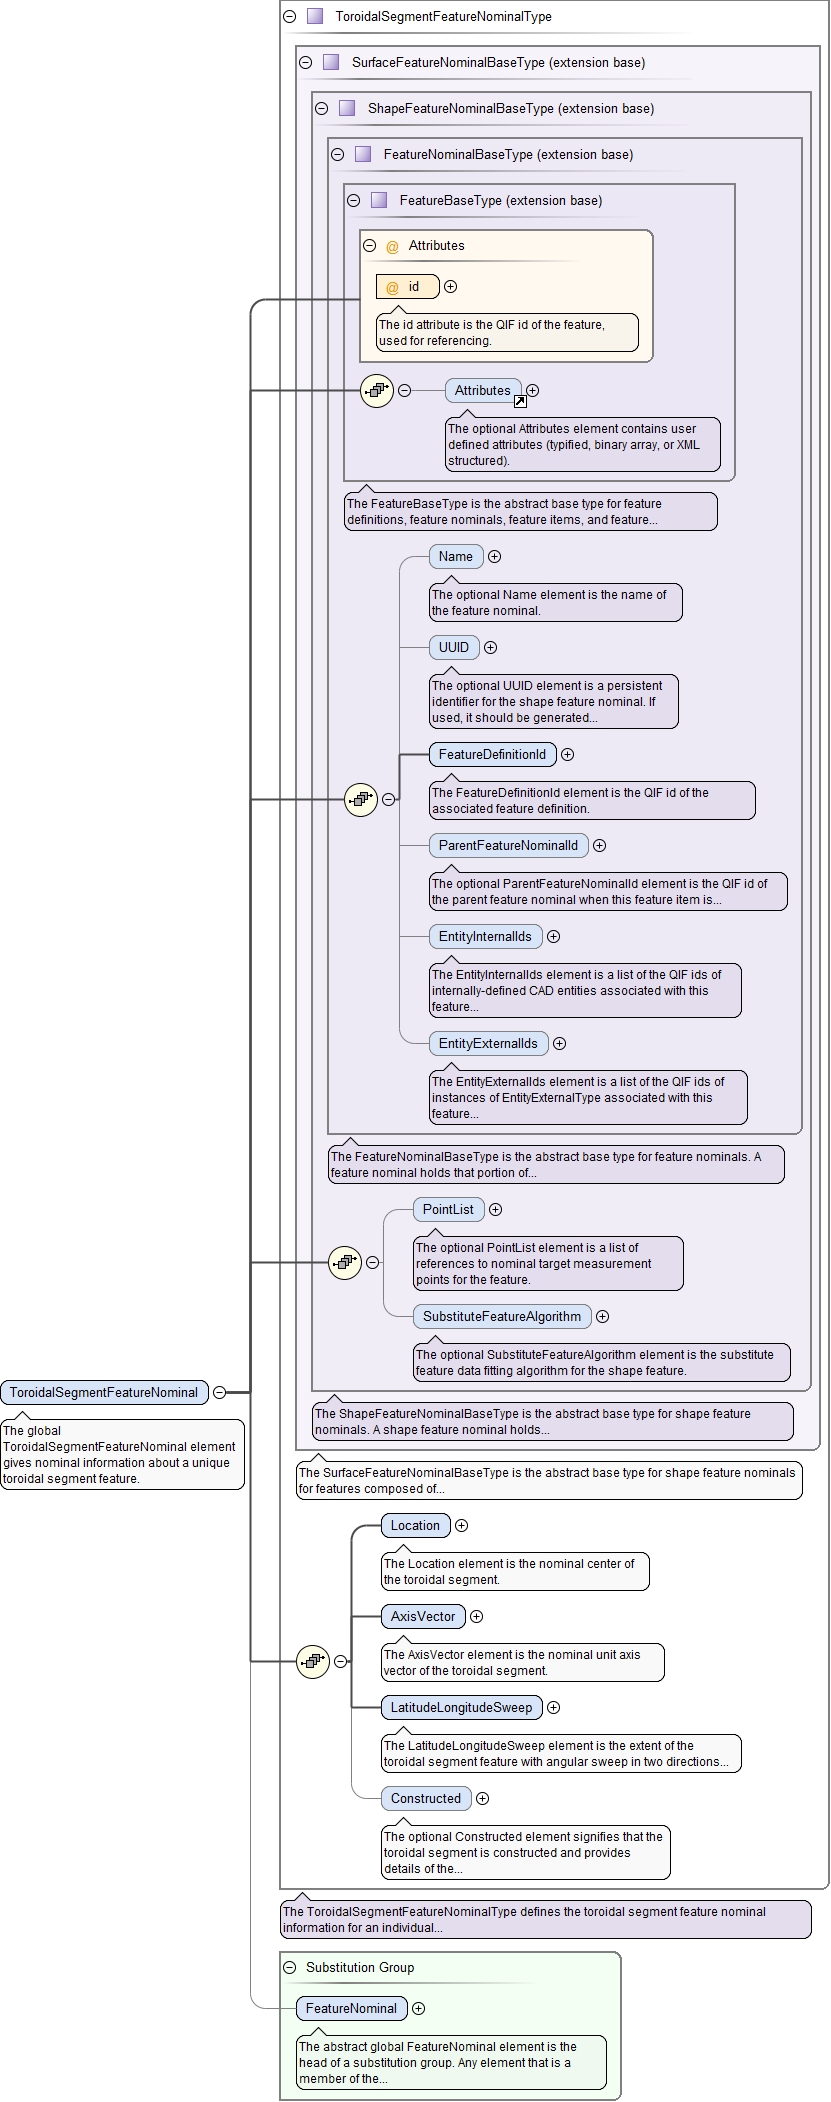 ToroidalSegmentFeatureNominalType
SurfaceFeatureNominalBaseType (extension base)
ShapeFeatureNominalBaseType (extension base)
FeatureNominalBaseType (extension base)
FeatureBaseType (extension base)
@ Attributes
@ id
The id attribute is the QIF id of the feature,
used for referencing.
Attributes
The optional Attributes element contains user
defined attributes (typified, binary array, or XML
structured).
The FeatureBaseType is the abstract base type for feature
definitions, feature nominals, feature items, and feature...
Name
The optional Name element is the name of
the feature nominal.
UUID
The optional UUID element is a persistent
identifier for the shape feature nominal. If
used, it should be generated...
FeatureDefinitionId
The FeatureDefinitionId element is the QIF id of the
associated feature definition.
ParentFeatureNominalId
The optional ParentFeatureNominalId element is the QIF id of
the parent feature nominal when this feature item is...
EntityInternalIds
The EntityInternalIds element is a list of the QIF ids of
internally-defined CAD entities associated with this
feature...
EntityExternalIds
The EntityExternalIds element is a list of the QIF ids of
instances of EntityExternalType associated with this
feature...
The FeatureNominalBaseType is the abstract base type for feature nominals. A
feature nominal holds that portion of...
PointList
The optional PointList element is a list of
references to nominal target measurement
points for the feature.
SubstituteFeatureAlgorithm
The optional SubstituteFeatureAlgorithm element is the substitute
feature data fitting algorithm for the shape feature.
ToroidalSegmentFeatureNominal
The global
ToroidalSegmentFeatureNominal element
gives nominal information about a unique
toroidal segment feature.
The ShapeFeatureNominalBaseType is the abstract base type for shape feature
nominals. A shape feature nominal holds...
The SurfaceFeatureNominalBaseType is the abstract base type for shape feature nominals
for features composed of...
Location
The Location element is the nominal center of
the toroidal segment.
AxisVector
The AxisVector element is the nominal unit axis
vector of the toroidal segment.
LatitudeLongitudeSweep
The LatitudeLongitudeSweep element is the extent of the
toroidal segment feature with angular sweep in two directions...
Constructed
The optional Constructed element signifies that the
toroidal segment is constructed and provides
details of the...
The ToroidalSegmentFeatureNominalType defines the toroidal segment feature nominal
information for an individual...
Substitution Group
FeatureNominal
The abstract global FeatureNominal element is the
head of a substitution group. Any element that is a
member of the...